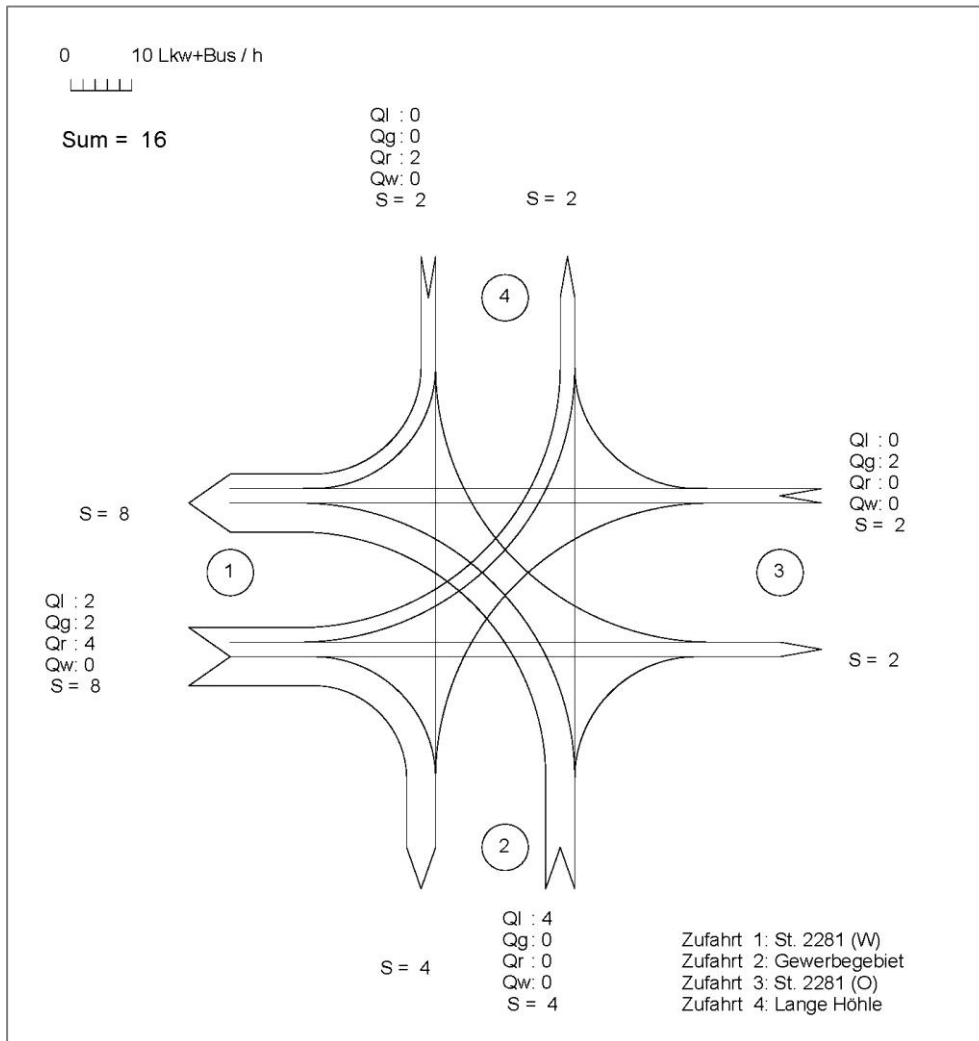 0 10 Lkw+Bus / h
Sum = 16
Ql : 0
Qg: 0
Qr : 2
Qw: 0
S = 2
S = 2
4
Ql : 0
Qg: 2
Qr : 0
Qw: 0
S = 2
S = 8
1
3
Ql : 2
Qg: 2
Qr : 4
Qw: 0
S = 8
S = 2
2
S = 4
Ql : 4
Qg: 0
Qr : 0
Qw: 0
S = 4
Zufahrt 1: St. 2281 (W)
Zufahrt 2: Gewerbegebiet
Zufahrt 3: St. 2281 (O)
Zufahrt 4: Lange Höhle